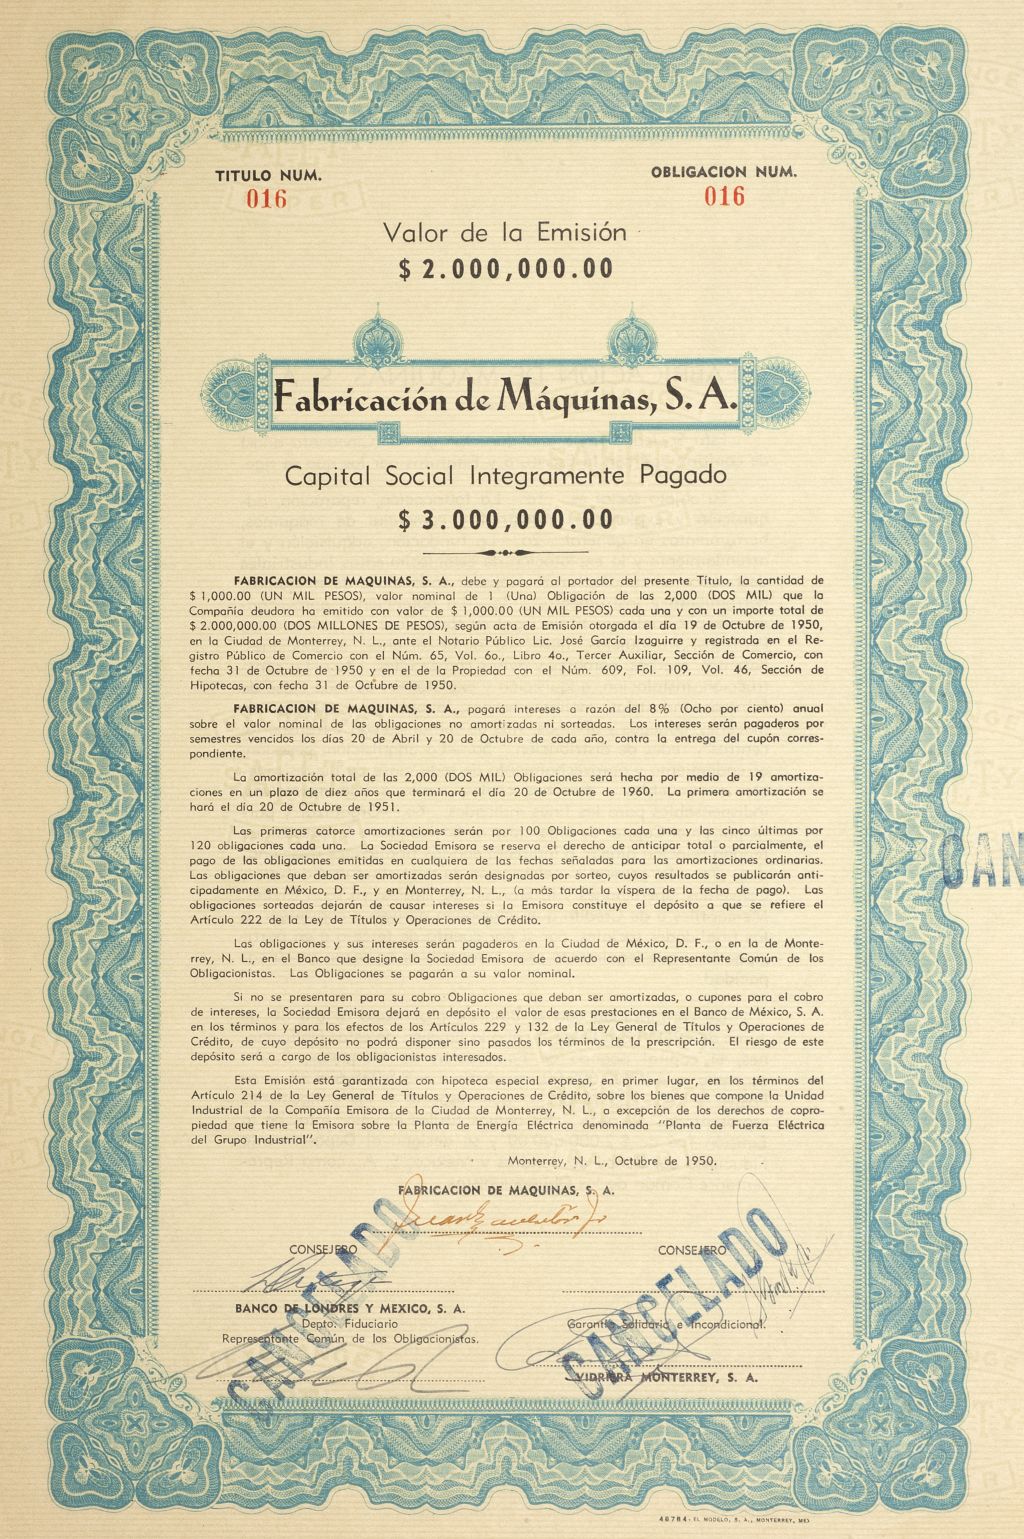 TITULO NUM.
016
OBLIGACION NUM.
016
Valor de la Emisión
$ 2.000,000.00
Fabricación de Máquinas, S. A.
Capital Social Integramente Pagado
$ 3.000,000.00
FABRICACION DE MAQUINAS, S. A., debe y pagará al portador del presente Título, la cantidad de
$ 1,000.00 (UN MIL PESOS), valor nominal de 1 (Una) Obligación de las 2,000 (DOS MIL) que la
Compañía deudora ha emitido con valor de $ 1,000.00 (UN MIL PESOS) cada una y con un importe total de
$ 2.000,000.00 (DOS MILLONES DE PESOS), según acta de Emisión otorgada el día 19 de Octubre de 1950,
en la Ciudad de Monterrey, N. L., ante el Notario Público Lic. José García Izaguirre y registrada en el Re-
gistro Público de Comercio con el Núm. 65, Vol. 6o., Libro 4o., Tercer Auxiliar, Sección de Comercio, con
fecha 31 de Octubre de 1950 y en el de la Propiedad con el Núm. 609, Fol. 109, Vol. 46, Sección de
Hipotecas, con fecha 31 de Octubre de 1950.
FABRICACION DE MAQUINAS, S. A., pagará intereses a razón del 8% (Ocho por ciento) anual
sobre el valor nominal de las obligaciones no amortizadas ni sorteadas. Los intereses serán pagaderos por
semestres vencidos los días 20 de Abril y 20 de Octubre de cada año, contra la entrega del cupón corres-
pondiente.
La amortización total de las 2,000 (DOS MIL) Obligaciones será hecha por medio de 19 amortiza-
ciones en un plazo de diez años que terminará el día 20 de Octubre de 1960. La primera amortización se
hará el día 20 de Octubre de 1951.
Las primeras catorce amortizaciones serán por 100 Obligaciones cada una y las cinco últimas por
120 obligaciones cada una. La Sociedad Emisora se reserva el derecho de anticipar total o parcialmente, el
pago de las obligaciones emitidas en cualquiera de las fechas señaladas para las amortizaciones ordinarias.
Las obligaciones que deban ser amortizadas serán designadas por sorteo, cuyos resultados se publicarán anti-
cipadamente en México, D. F., y en Monterrey, N. L., (a más tardar la víspera de la fecha de pago). Las
obligaciones sorteadas dejarán de causar intereses si la Emisora constituye el depósito a que se refiere el
Artículo 222 de la Ley de Títulos y Operaciones de Crédito.
Las obligaciones y sus intereses serán pagaderos en la Ciudad de México, D. F., o en la de Monte-
rrey, N. L., en el Banco que designe la Sociedad Emisora de acuerdo con el Representante Común de los
Obligacionistas. Las Obligaciones se pagarán a su valor nominal.
Si no se presentaren para su cobro Obligaciones que deban ser amortizadas, o cupones para el cobro
de intereses, la Sociedad Emisora dejará en depósito el valor de esas prestaciones en el Banco de México, S. A.
en los términos y para los efectos de los Artículos 229 y 132 de la Ley General de Títulos y Operaciones de
Crédito, de cuyo depósito no podrá disponer sino pasados los términos de la prescripción. El riesgo de este
depósito será a cargo de los obligacionistas interesados.
Esta Emisión está garantizada con hipoteca especial expresa, en primer lugar, en los términos del
Artículo 214 de la Ley General de Títulos y Operaciones de Crédito, sobre los bienes que compone la Unidad
Industrial de la Compañía Emisora de la Ciudad de Monterrey, N. L., a excepción de los derechos de copro-
piedad que tiene la Emisora sobre la Planta de Energía Eléctrica denominada "Planta de Fuerza Eléctrica
del Grupo Industrial".
Monterrey, N. L., Octubre de 1950.
FABRICACION DE MAQUINAS, S. A.
CONSEJERO
CONSEJERO
BANCO DE LONDRES Y MEXICO, S. A.
Depto. Fiduciario
Representante Común de los Obligacionistas.
Garantía Solidaria e Incondicional.
VIDRIERA MONTERREY, S. A.
CANCELADO
CANCELADO
CAN
48784- EL MODELO, S. A., MONTERREY, MEX